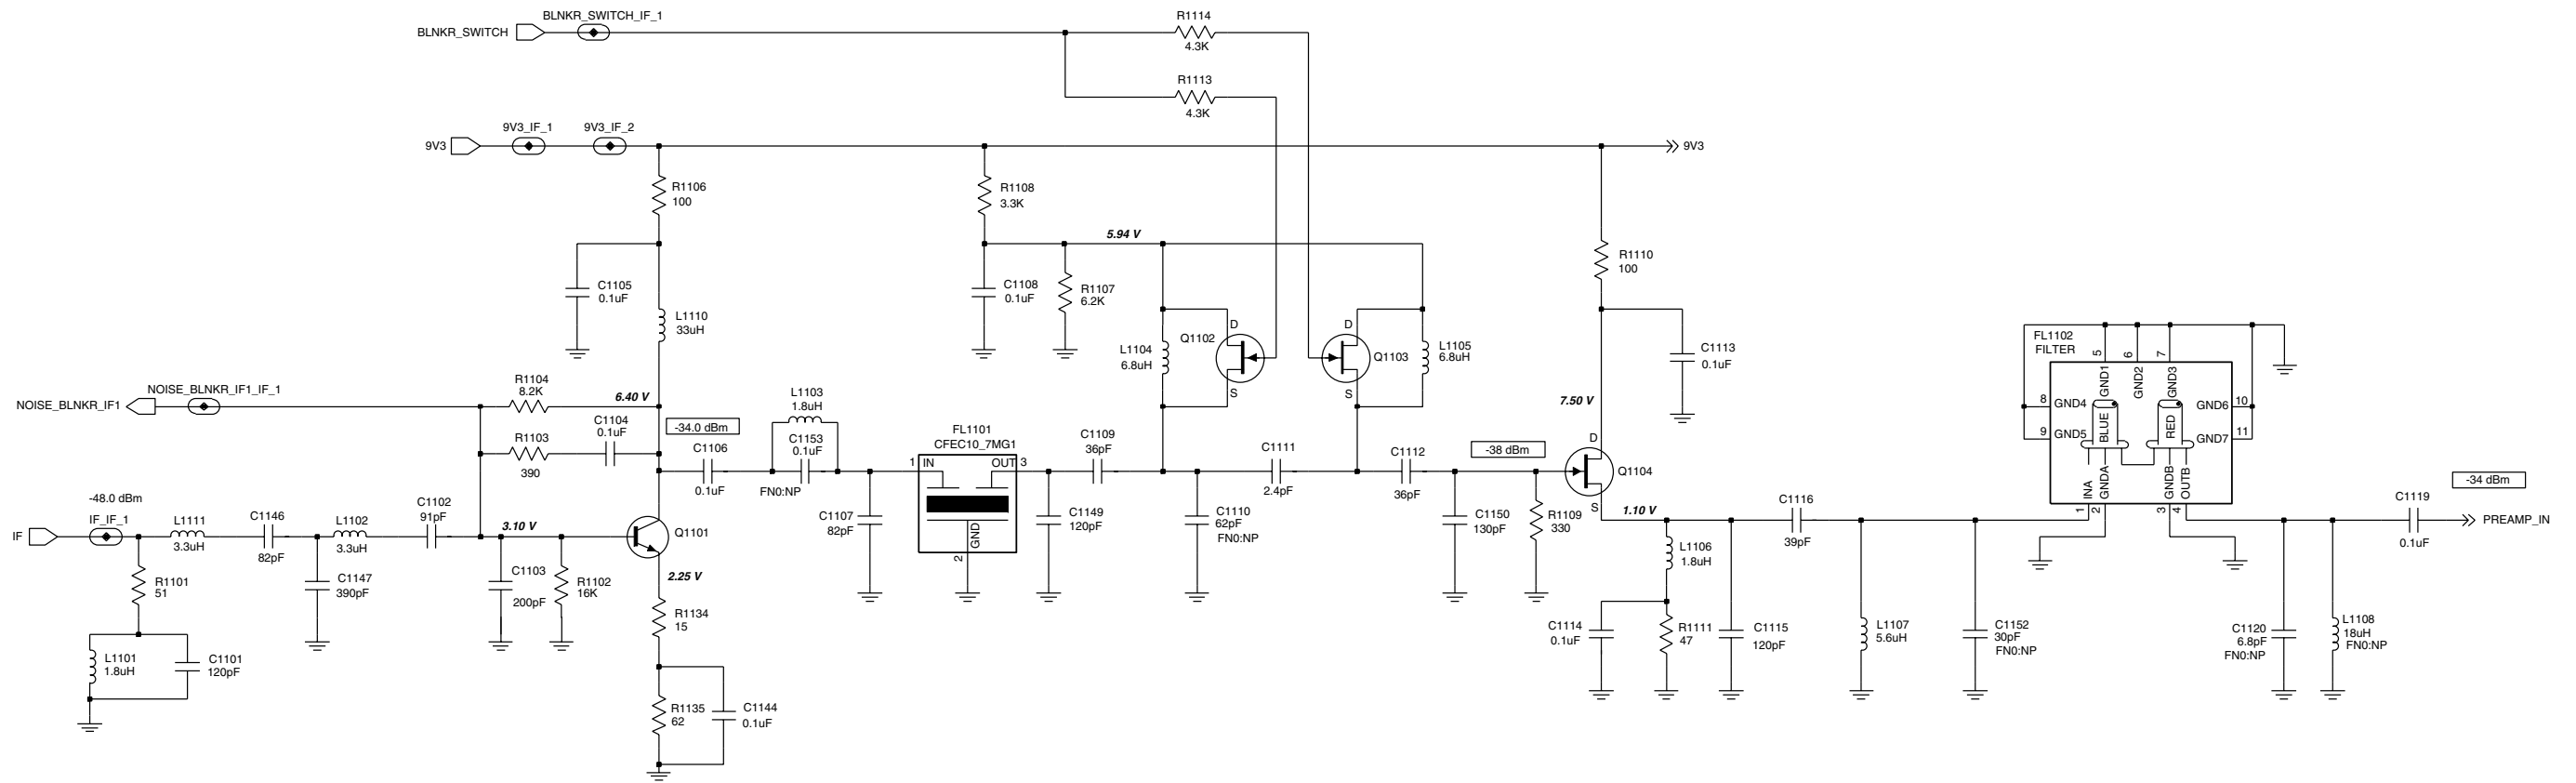 BLNKR_SWITCH_IF_1
BLNKR_SWITCH
R1114
4.3K
R1113
4.3K
9V3_IF_1
9V3_IF_2
9V3
9V3
R1106
100
R1108
3.3K
5.94 V
R1110
100
C1105
0.1uF
L1110
33uH
C1108
0.1uF
R1107
6.2K
Q1102
D
S
L1104
6.8uH
D
S
Q1103
L1105
6.8uH
C1113
0.1uF
7.50 V
FL1102
FILTER
5
6
7
GND1
GND2
GND3
8
GND4
9
GND5
BLUE
RED
GND6
10
GND7
11
INA
GNDA
GNDB
OUTB
1
2
3
4
NOISE_BLNKR_IF1_IF_1
NOISE_BLNKR_IF1
R1104
8.2K
6.40 V
C1104
0.1uF
R1103
390
-34.0 dBm
C1106
0.1uF
L1103
1.8uH
C1153
0.1uF
FN0:NP
C1107
82pF
FL1101
CFEC10_7MG1
1
IN
OUT
3
GND
2
C1109
36pF
C1149
120pF
C1110
62pF
FN0:NP
C1111
2.4pF
C1112
36pF
-38 dBm
C1150
130pF
R1109
330
D
Q1104
S
1.10 V
C1116
39pF
L1106
1.8uH
C1114
0.1uF
R1111
47
C1115
120pF
L1107
5.6uH
C1152
30pF
FN0:NP
C1120
6.8pF
FN0:NP
L1108
18uH
FN0:NP
-34 dBm
C1119
0.1uF
PREAMP_IN
-48.0 dBm
IF_IF_1
IF
L1111
3.3uH
C1146
82pF
L1102
3.3uH
C1102
91pF
3.10 V
Q1101
R1101
51
C1147
390pF
C1103
200pF
R1102
16K
2.25 V
R1134
15
L1101
1.8uH
C1101
120pF
R1135
62
C1144
0.1uF